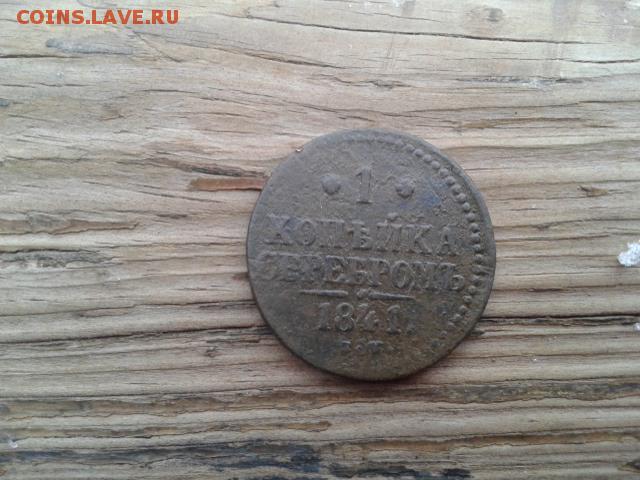 COINS.LAVE.RU
1
КОПѢЙКА
СЕРЕБРОМЪ
1841